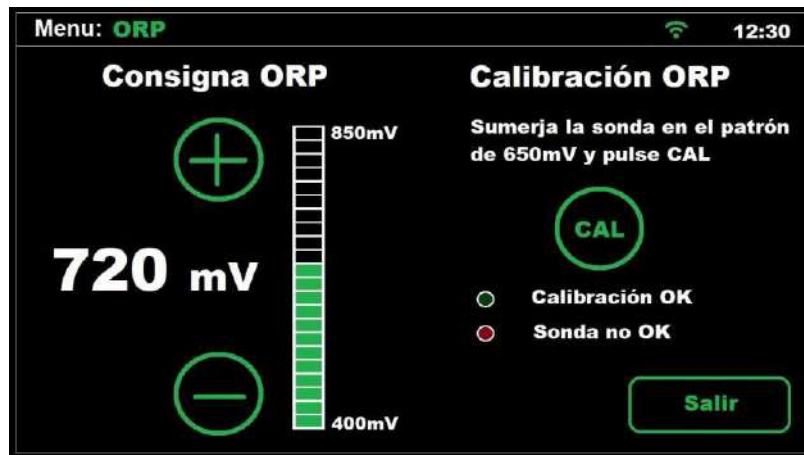 Menu: ORP
12:30
Consigna ORP
850mV
720 mV
400mV
Calibración ORP
Sumerja la sonda en el patrón
de 650mV y pulse CAL
CAL
Calibración OK
Sonda no OK
Salir